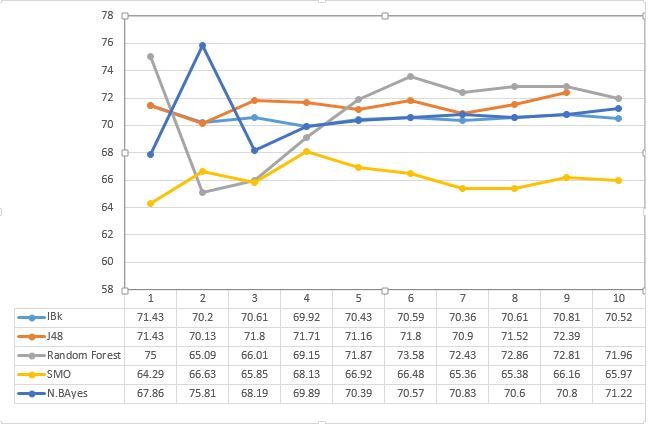 78
76
74
72
70
68
66
64
62
60
58
1 2 3 4 5 6 7 8 9 10
IBk 71.43 70.2 70.61 69.92 70.43 70.59 70.36 70.61 70.81 70.52
J48 71.43 70.13 71.8 71.71 71.16 71.8 70.9 71.52 72.39
Random Forest 75 65.09 66.01 69.15 71.87 73.58 72.43 72.86 72.81 71.96
SMO 64.29 66.63 65.85 68.13 66.92 66.48 65.36 65.38 66.16 65.97
N.BAyes 67.86 75.81 68.19 69.89 70.39 70.57 70.83 70.6 70.8 71.22